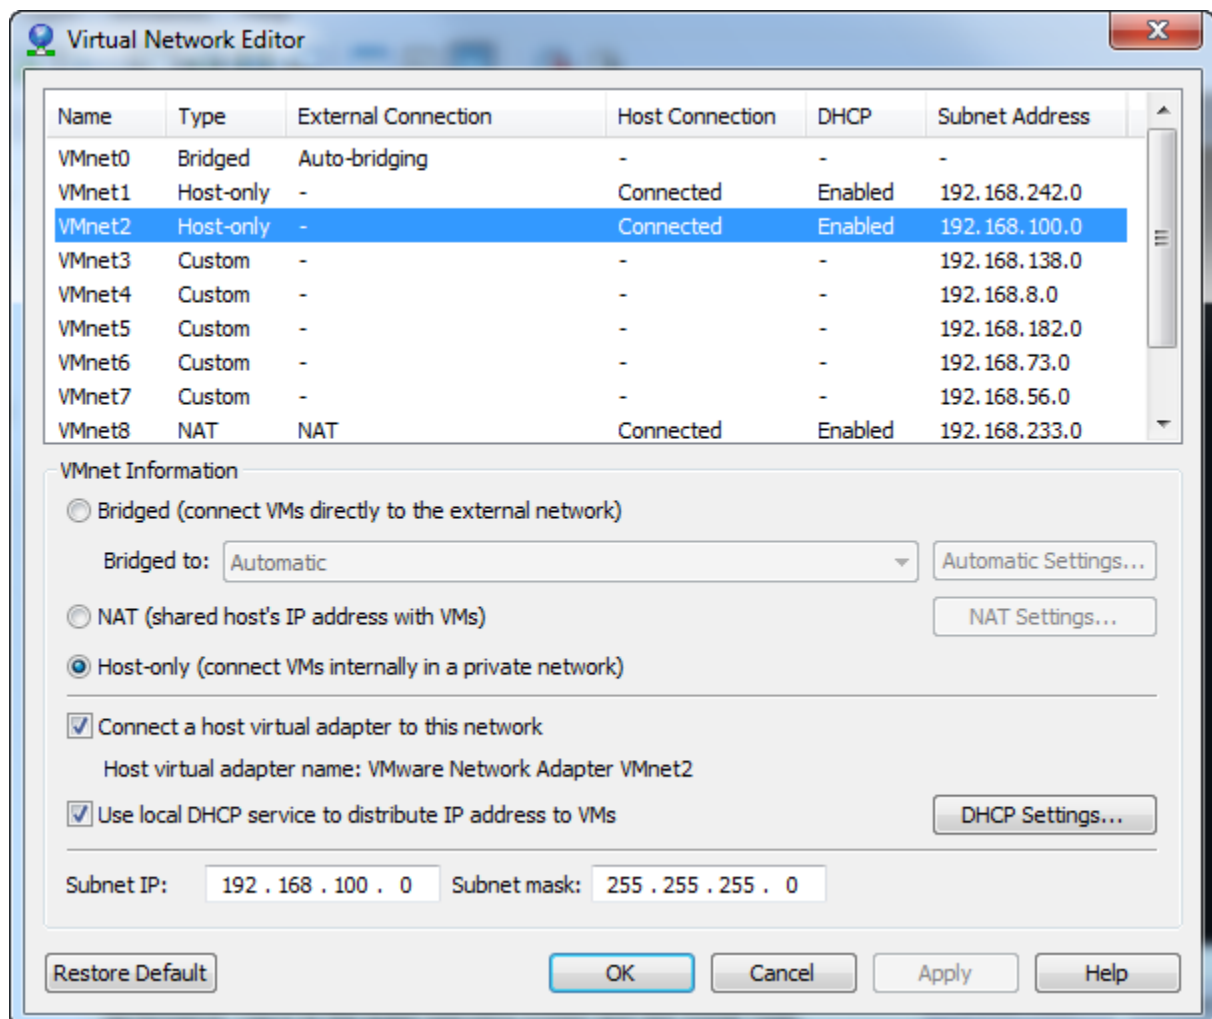 Virtual Network Editor
Name Type External Connection Host Connection DHCP Subnet Address
VMnet0 Bridged Auto-bridging - - -
VMnet1 Host-only - Connected Enabled 192.168.242.0
VMnet2 Host-only - Connected Enabled 192.168.100.0
VMnet3 Custom - - - 192.168.138.0
VMnet4 Custom - - - 192.168.8.0
VMnet5 Custom - - - 192.168.182.0
VMnet6 Custom - - - 192.168.73.0
VMnet7 Custom - - - 192.168.56.0
VMnet8 NAT NAT Connected Enabled 192.168.233.0
VMnet Information
Bridged (connect VMs directly to the external network)
Bridged to: Automatic Automatic Settings...
NAT (shared host's IP address with VMs) NAT Settings...
Host-only (connect VMs internally in a private network)
Connect a host virtual adapter to this network
Host virtual adapter name: VMware Network Adapter VMnet2
Use local DHCP service to distribute IP address to VMs DHCP Settings...
Subnet IP: 192 . 168 . 100 . 0 Subnet mask: 255 . 255 . 255 . 0
Restore Default OK Cancel Apply Help